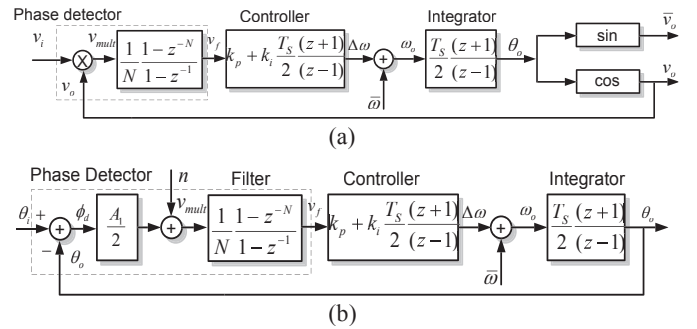 Phase detector
Controller
Integrator
v_i
v_mult
1/N (1 − z^{−N})/(1 − z^{−1})
v_f
k_p + k_i T_S/2 (z+1)/(z−1)
Δω
ω_o
T_S/2 (z+1)/(z−1)
θ_o
sin
v̄_o
cos
v_o
×
+
v_o
ω̄
(a)
Phase Detector
n
Filter
Controller
Integrator
θ_i
+
ϕ_d
A_1/2
v_mult
1/N (1 − z^{−N})/(1 − z^{−1})
v_f
k_p + k_i T_S/2 (z+1)/(z−1)
Δω
ω_o
T_S/2 (z+1)/(z−1)
θ_o
+
+
+
−
θ_o
ω̄
(b)